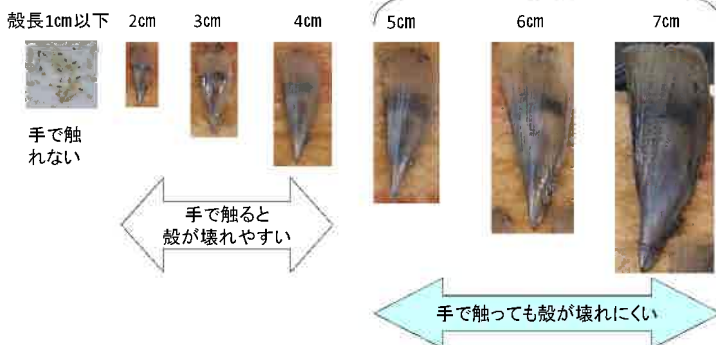 殻長1cm以下 2cm 3cm 4cm 5cm 6cm 7cm
手で触
れない
手で触ると
殻が壊れやすい
手で触っても殻が壊れにくい